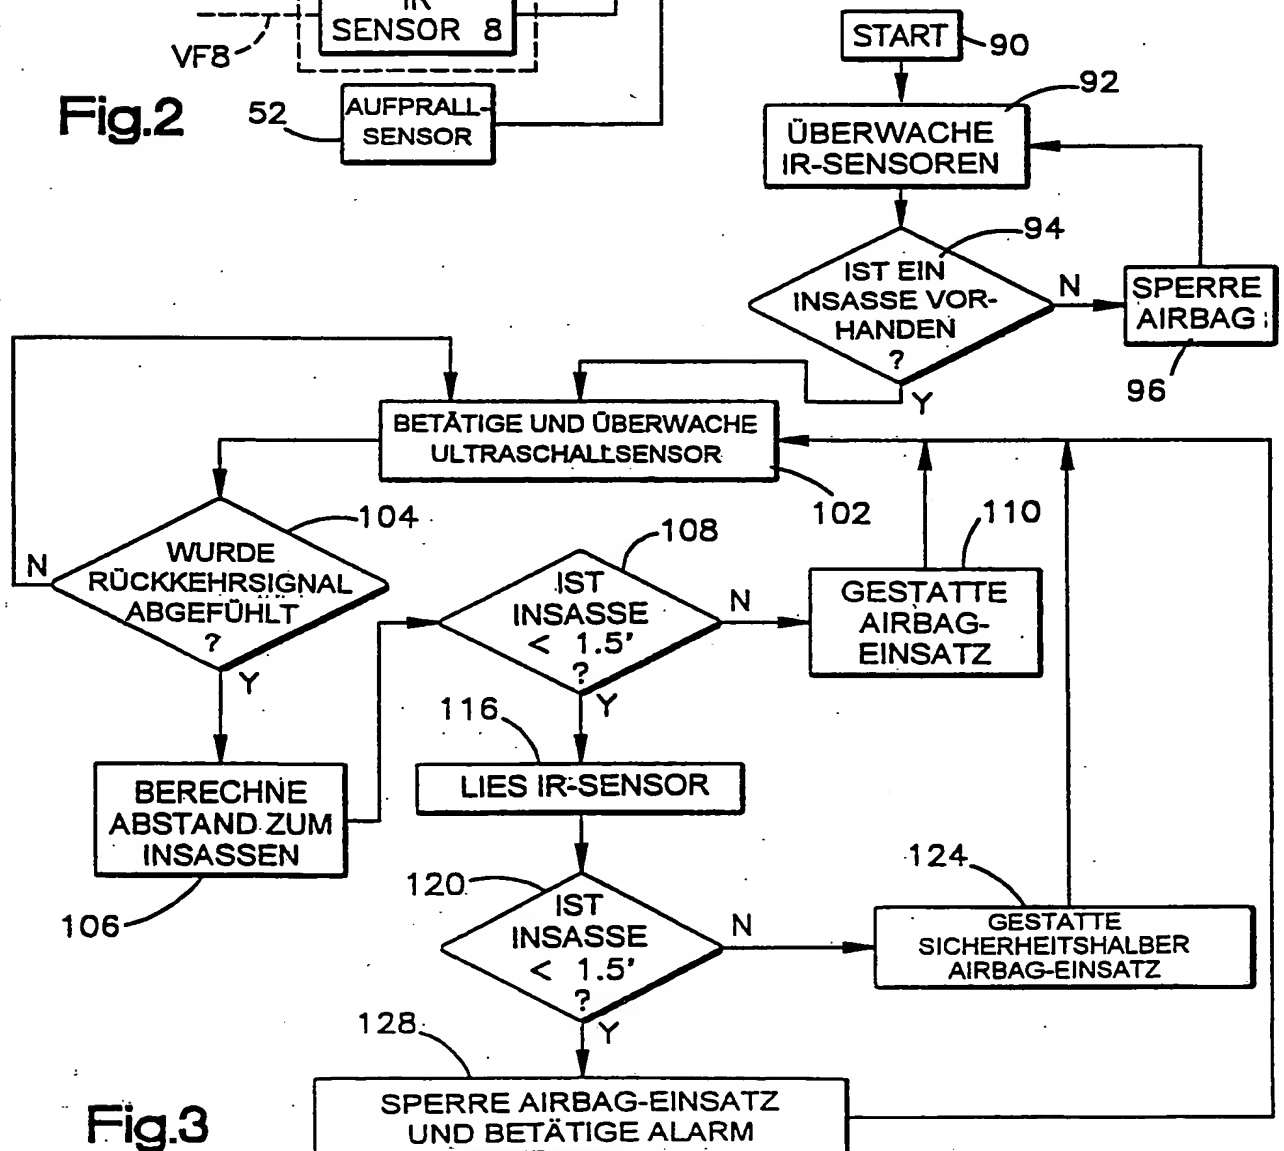 SENSOR 8
VF8
Fig.2
52
AUFPRALL-
SENSOR
START
90
92
ÜBERWACHE
IR-SENSOREN
94
IST EIN
INSASSE VOR-
HANDEN
?
N
Y
SPERRE
AIRBAG
96
BETÄTIGE UND ÜBERWACHE
ULTRASCHALLSENSOR
102
104
WURDE
RÜCKKEHRSIGNAL
ABGEFÜHLT
?
N
Y
BERECHNE
ABSTAND ZUM
INSASSEN
106
108
IST
INSASSE
< 1.5'
?
N
Y
110
GESTATTE
AIRBAG-
EINSATZ
116
LIES IR-SENSOR
120
IST
INSASSE
< 1.5'
?
N
Y
124
GESTATTE
SICHERHEITSHALBER
AIRBAG-EINSATZ
128
SPERRE AIRBAG-EINSATZ
UND BETÄTIGE ALARM
Fig.3